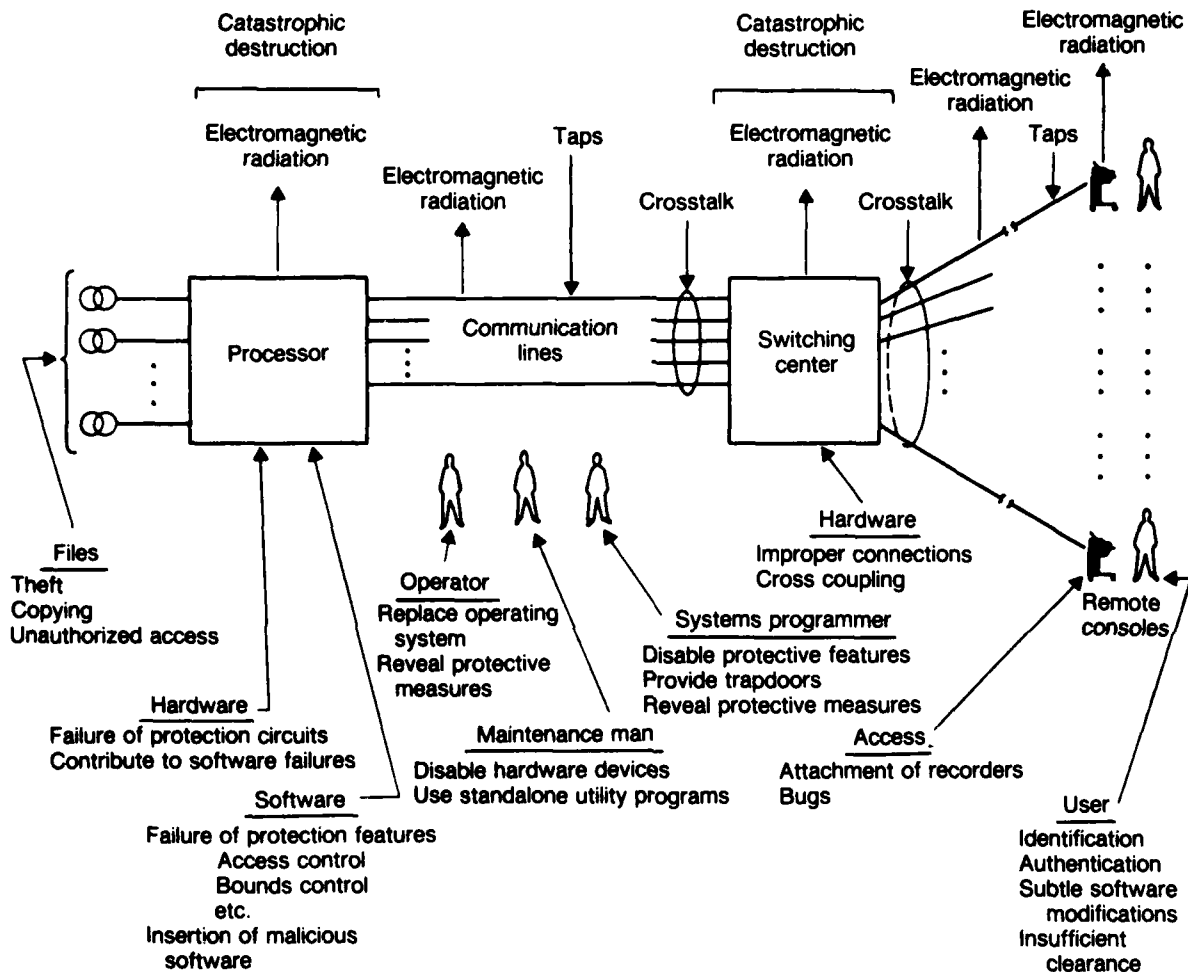 Catastrophic
destruction
Catastrophic
destruction
Electromagnetic
radiation
Electromagnetic
radiation
Electromagnetic
radiation
Electromagnetic
radiation
Taps
Taps
Electromagnetic
radiation
Crosstalk
Crosstalk
Processor
Communication
lines
Switching
center
Files
Theft
Copying
Unauthorized access
Operator
Replace operating
system
Reveal protective
measures
Hardware
Improper connections
Cross coupling
Remote
consoles
Systems programmer
Disable protective features
Provide trapdoors
Reveal protective measures
Hardware
Failure of protection circuits
Contribute to software failures
Maintenance man
Disable hardware devices
Use standalone utility programs
Access
Attachment of recorders
Bugs
Software
Failure of protection features
Access control
Bounds control
etc.
Insertion of malicious
software
User
Identification
Authentication
Subtle software
modifications
Insufficient
clearance